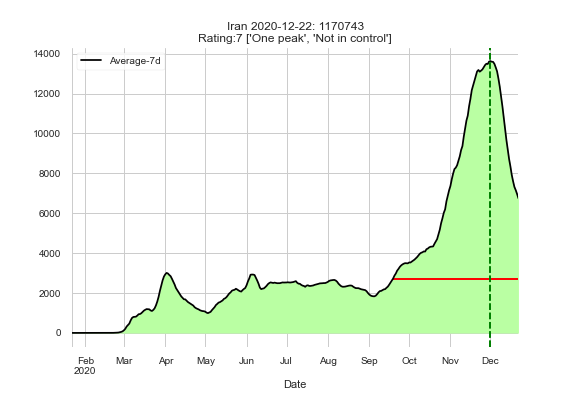 Iran 2020-12-22: 1170743
Rating:7 ['One peak', 'Not in control']
Average-7d
14000
12000
10000
8000
6000
4000
2000
0
Feb Mar Apr May Jun Jul Aug Sep Oct Nov Dec
2020
Date